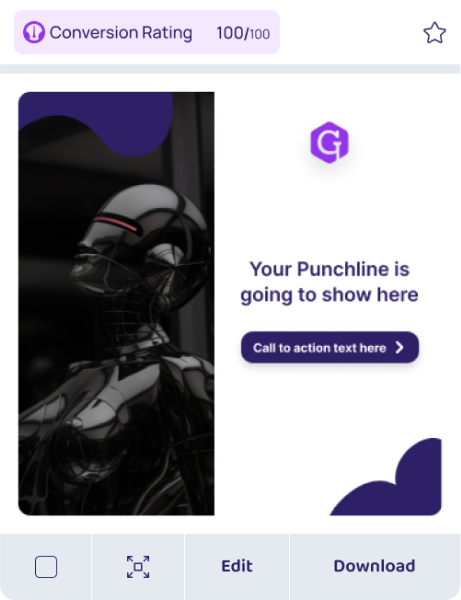 Conversion Rating 100/100
G
Your Punchline is
going to show here
Call to action text here
Edit
Download